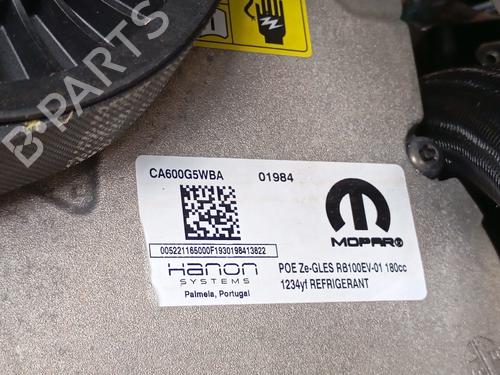 CA600G5WBA 01984
005221165000F1930198413822
MOPAR®
Hanon
SYSTEMS
Palmela, Portugal
POE Ze-GLES RB100EV-01 180cc
1234yf REFRIGERANT
B-PARTS